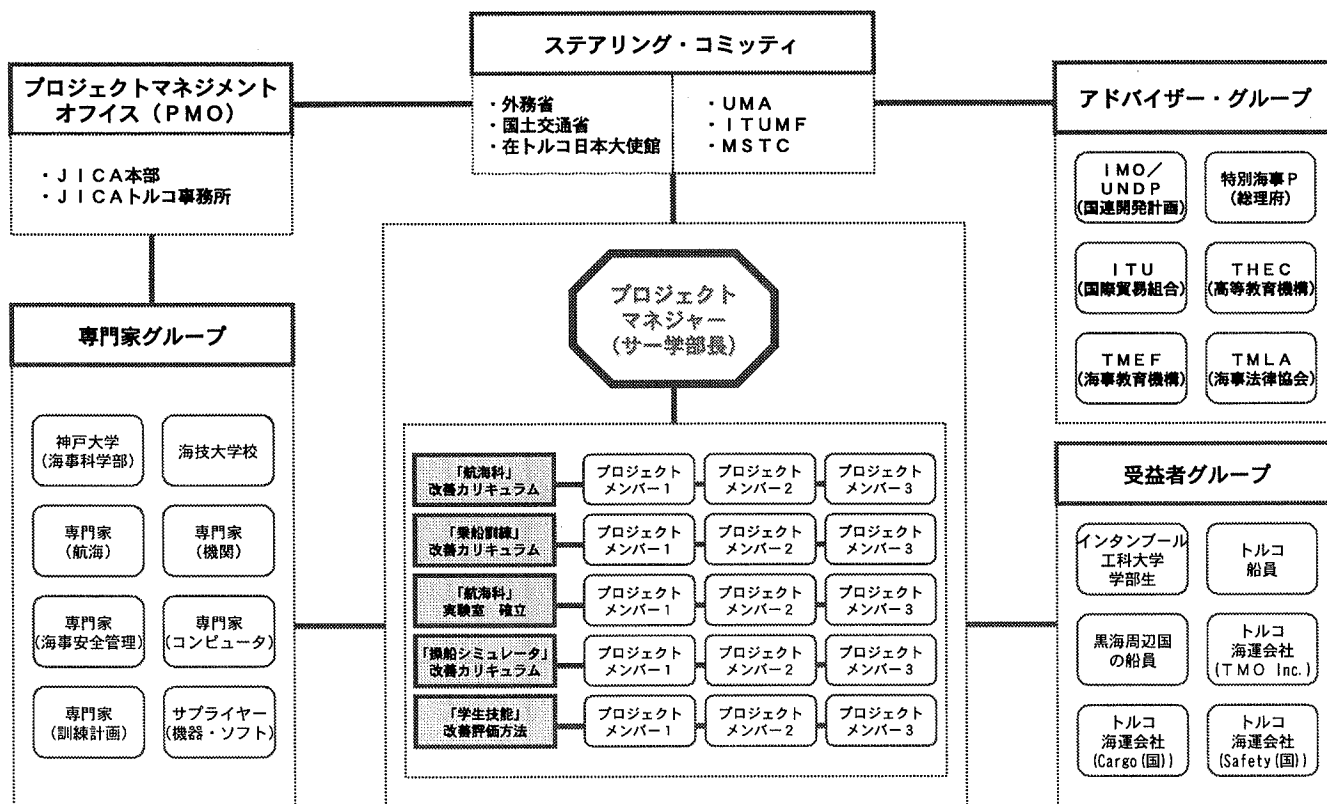 ステアリング・コミッティ
・外務省
・国土交通省
・在トルコ日本大使館
・UMA
・ITUMF
・MSTC
プロジェクトマネジメント
オフィス（PMO）
・JICA本部
・JICAトルコ事務所
アドバイザー・グループ
IMO／
UNDP
(国連開発計画)
特別海事P
(総理府)
ITU
(国際貿易組合)
THEC
(高等教育機構)
TMEF
(海事教育機構)
TMLA
(海事法律協会)
専門家グループ
神戸大学
(海事科学部)
海技大学校
専門家
(航海)
専門家
(機関)
専門家
(海事安全管理)
専門家
(コンピュータ)
専門家
(訓練計画)
サプライヤー
(機器・ソフト)
プロジェクト
マネジャー
(サー学部長)
「航海科」
改善カリキュラム
プロジェクト
メンバー1
プロジェクト
メンバー2
プロジェクト
メンバー3
「乗船訓練」
改善カリキュラム
プロジェクト
メンバー1
プロジェクト
メンバー2
プロジェクト
メンバー3
「航海科」
実験室　確立
プロジェクト
メンバー1
プロジェクト
メンバー2
プロジェクト
メンバー3
「操船シミュレータ」
改善カリキュラム
プロジェクト
メンバー1
プロジェクト
メンバー2
プロジェクト
メンバー3
「学生技能」
改善評価方法
プロジェクト
メンバー1
プロジェクト
メンバー2
プロジェクト
メンバー3
受益者グループ
インタンブール
工科大学
学部生
トルコ
船員
黒海周辺国
の船員
トルコ
海運会社
(TMO Inc.)
トルコ
海運会社
(Cargo(国))
トルコ
海運会社
(Safety(国))